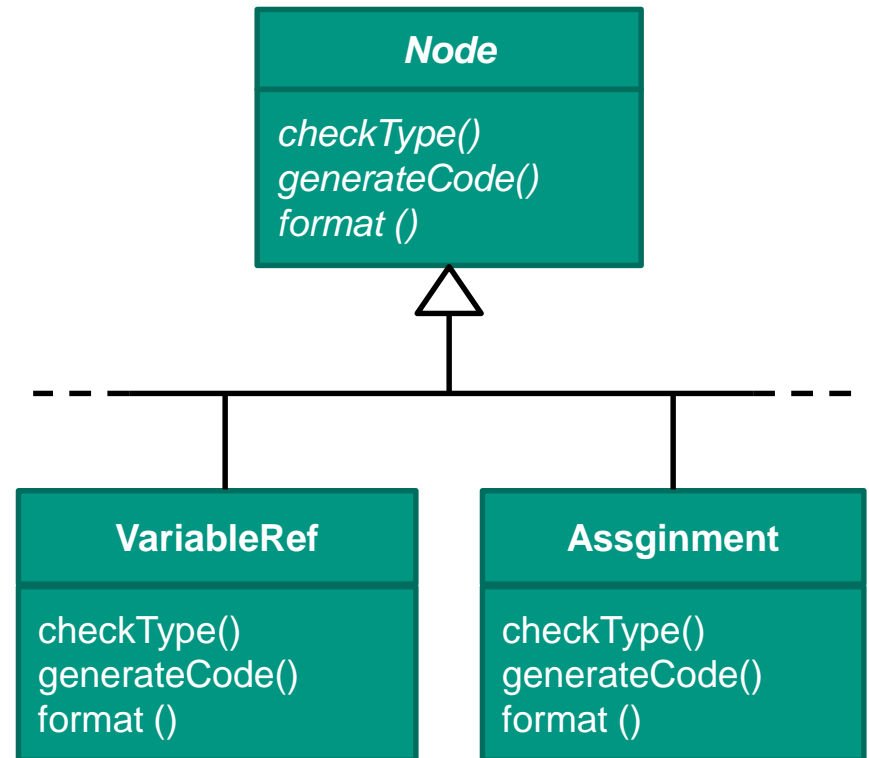 Node
checkType()
generateCode()
format ()
VariableRef
checkType()
generateCode()
format ()
Assginment
checkType()
generateCode()
format ()